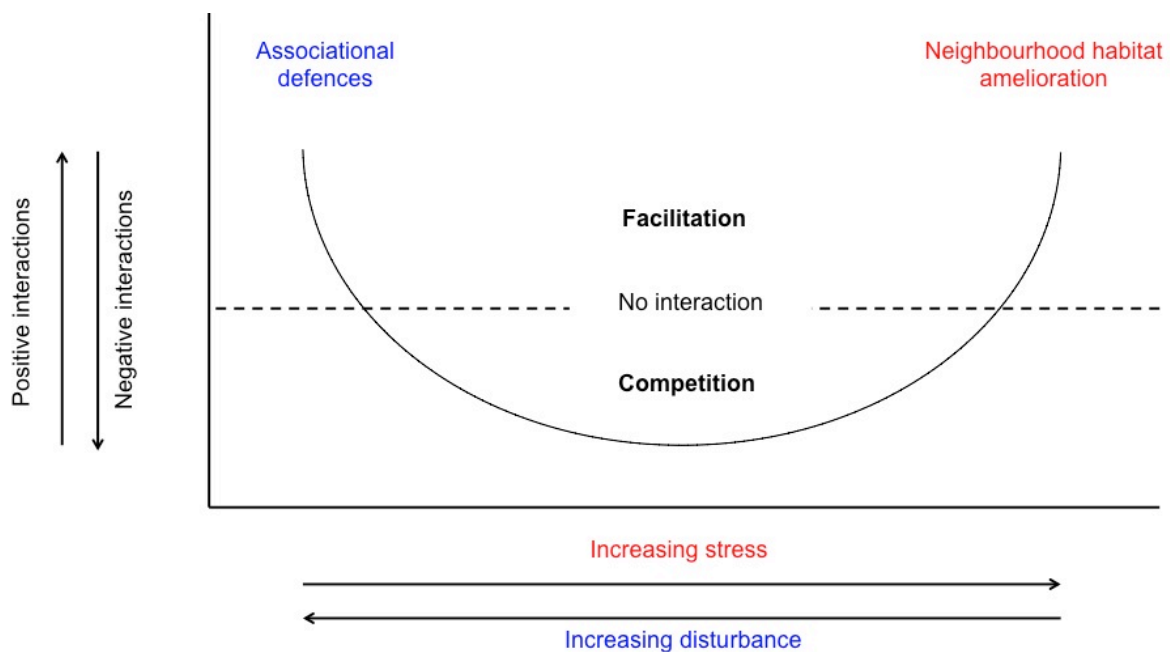 Associational
defences
Neighbourhood habitat
amelioration
Positive interactions
Negative interactions
Facilitation
No interaction
Competition
Increasing stress
Increasing disturbance